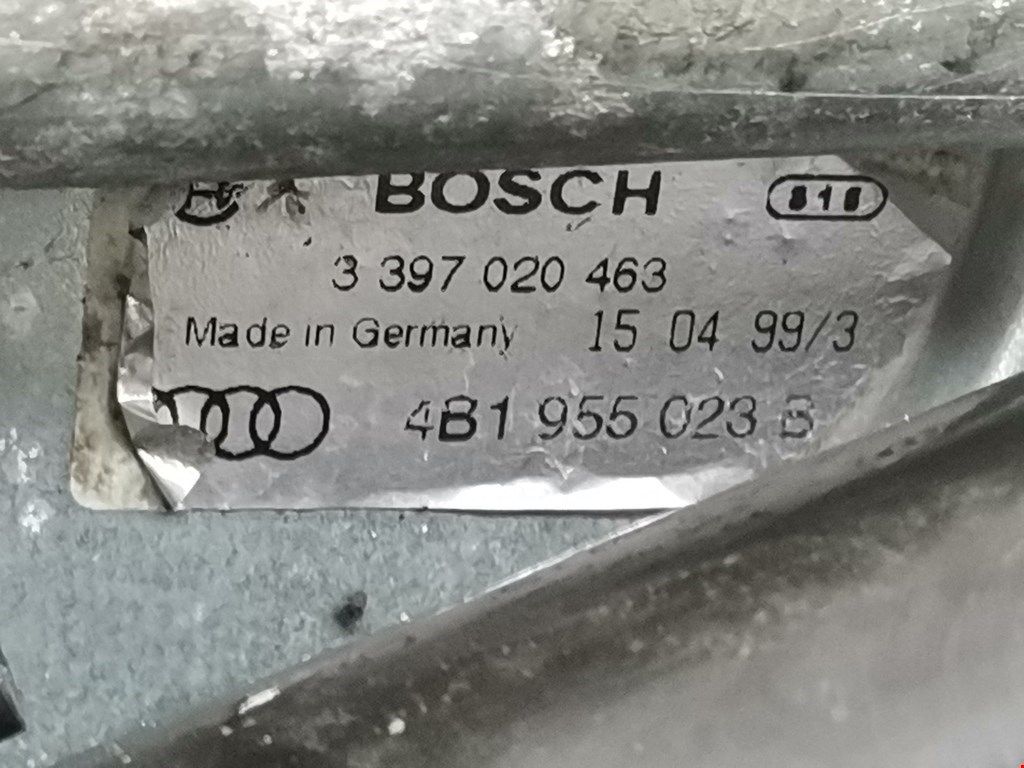 BOSCH
3 397 020 463
Made in Germany 15 04 99/3
4B1 955 023 B